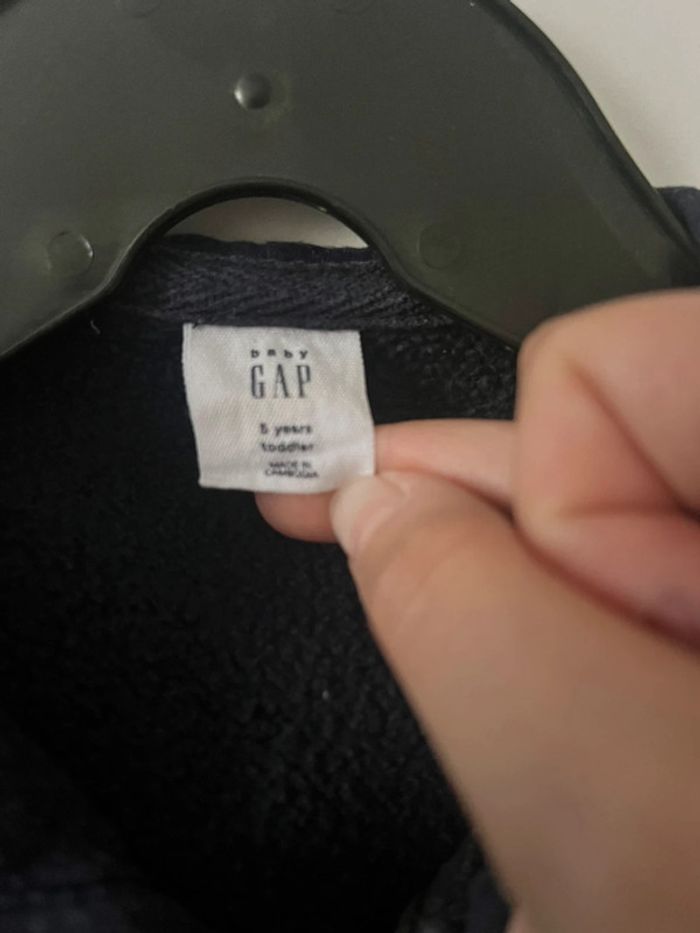 baby
GAP
5 years
toddler
MADE IN
CAMBODIA